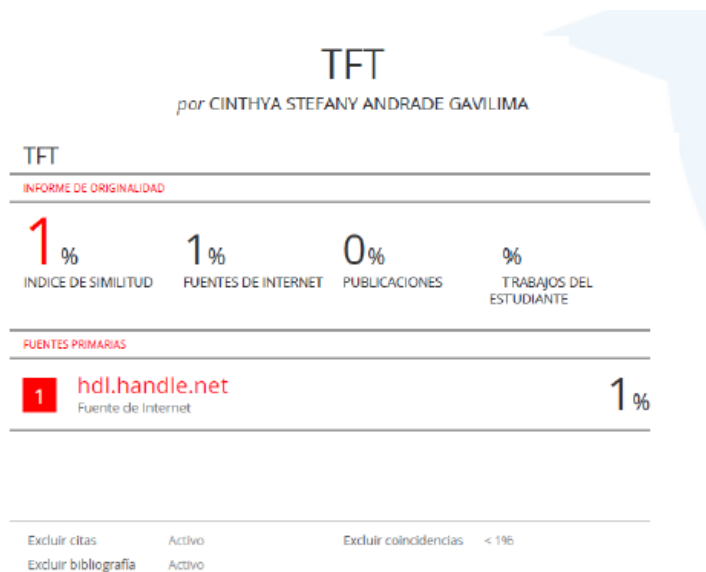 TFT
por CINTHYA STEFANY ANDRADE GAVILIMA
TFT
INFORME DE ORIGINALIDAD
1% 1% 0% %
INDICE DE SIMILITUD FUENTES DE INTERNET PUBLICACIONES TRABAJOS DEL
ESTUDIANTE
FUENTES PRIMARIAS
1 hdl.handle.net 1%
Fuente de Internet
Excluir citas Activo Excluir coincidencias < 1%
Excluir bibliografía Activo